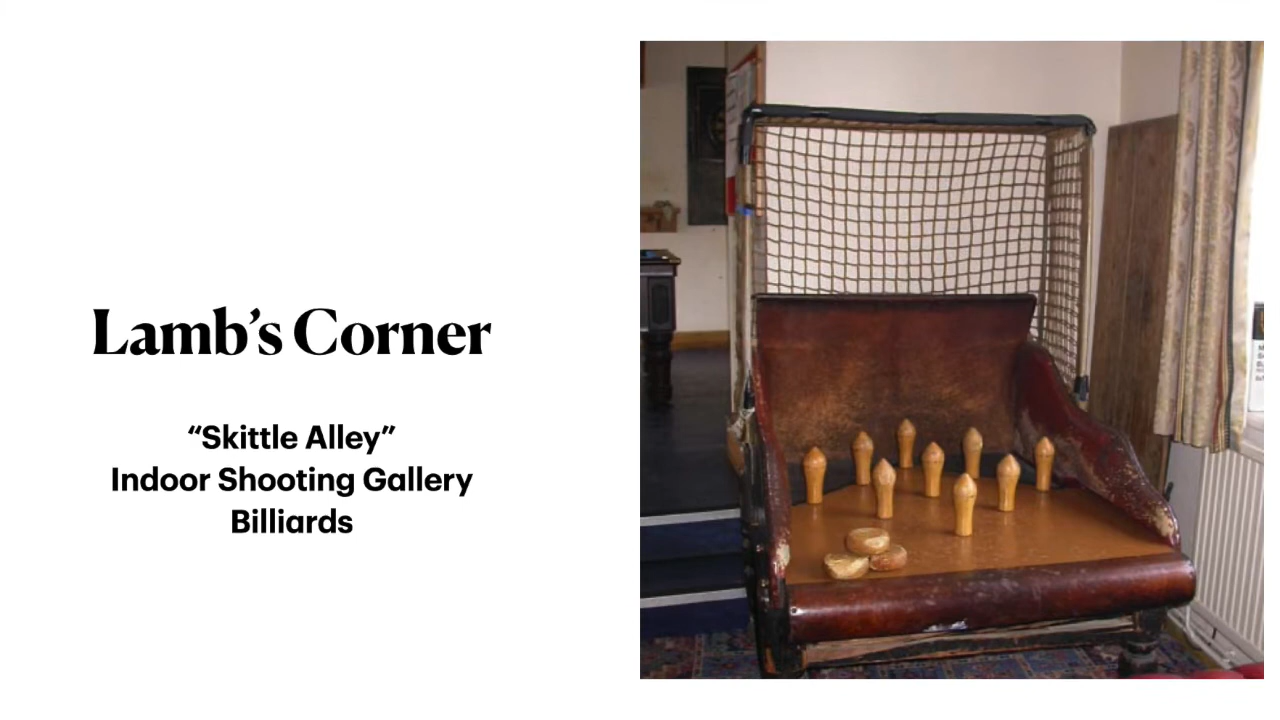 Lamb’s Corner
“Skittle Alley”
Indoor Shooting Gallery
Billiards